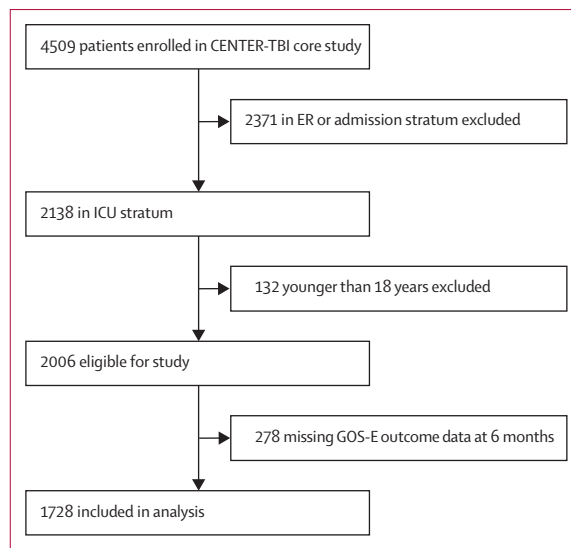 4509 patients enrolled in CENTER-TBI core study
2371 in ER or admission stratum excluded
2138 in ICU stratum
132 younger than 18 years excluded
2006 eligible for study
278 missing GOS-E outcome data at 6 months
1728 included in analysis